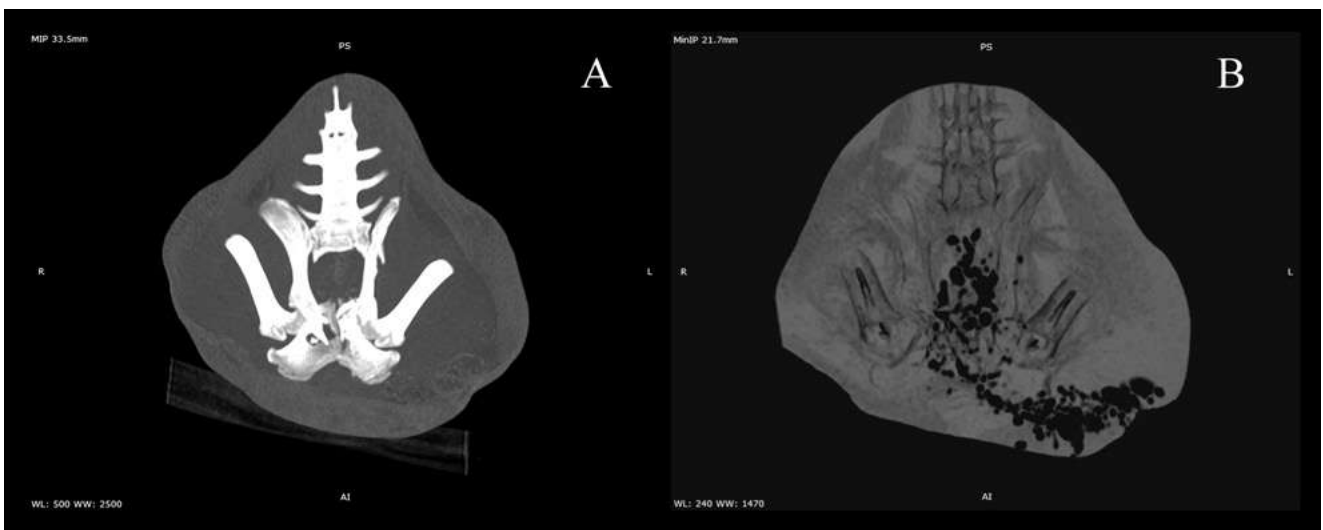 MIP 33.5mm
PS
A
R
L
WL: 500 WW: 2500
AI
MinIP 21.7mm
PS
B
R
L
WL: 240 WW: 1470
AI